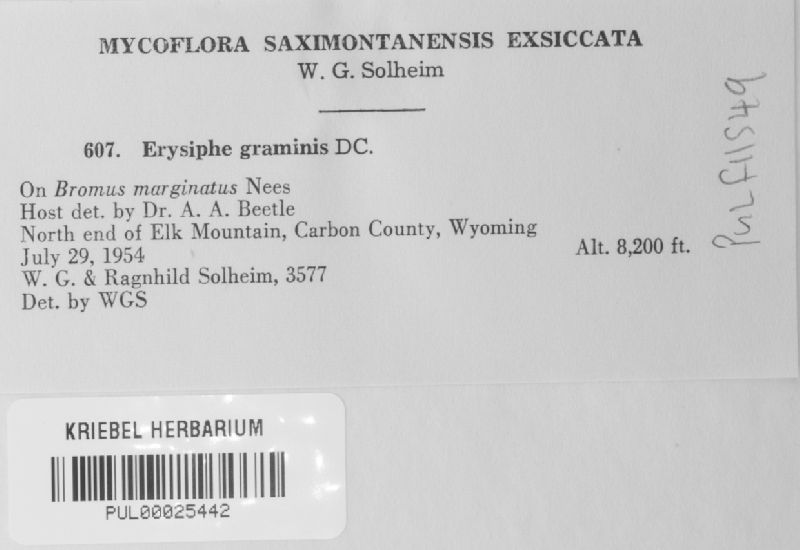 MYCOFLORA SAXIMONTANENSIS EXSICCATA
W. G. Solheim
607. Erysiphe graminis DC.
On Bromus marginatus Nees
Host det. by Dr. A. A. Beetle
North end of Elk Mountain, Carbon County, Wyoming
July 29, 1954
Alt. 8,200 ft.
W. G. & Ragnhild Solheim, 3577
Det. by WGS
PUL F11549
KRIEBEL HERBARIUM
PUL00025442